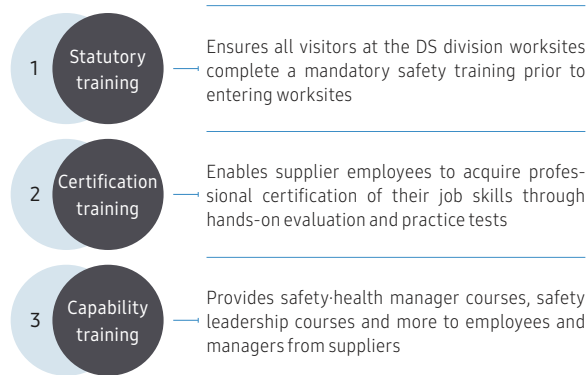 1
Statutory
training
Ensures all visitors at the DS division worksites
complete a mandatory safety training prior to
entering worksites
2
Certification
training
Enables supplier employees to acquire profes-
sional certification of their job skills through
hands-on evaluation and practice tests
3
Capability
training
Provides safety·health manager courses, safety
leadership courses and more to employees and
managers from suppliers